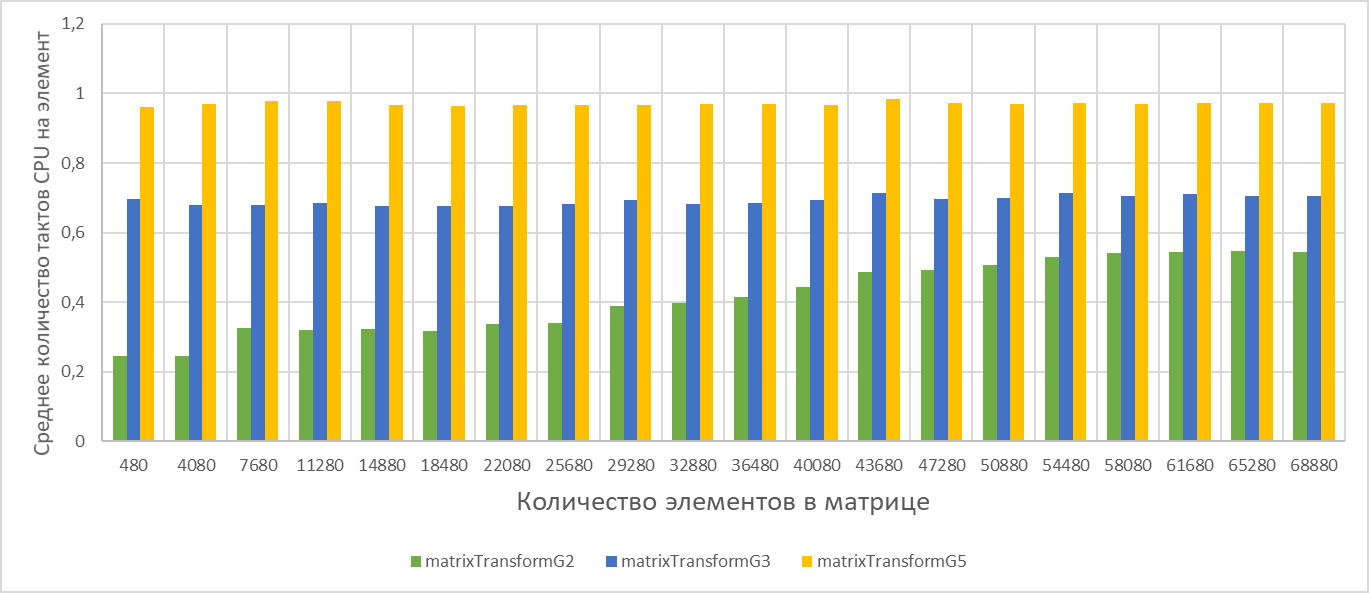 Среднее количество тактов CPU на элемент
1,2
1
0,8
0,6
0,4
0,2
0
480 4080 7680 11280 14880 18480 22080 25680 29280 32880 36480 40080 43680 47280 50880 54480 58080 61680 65280 68880
Количество элементов в матрице
matrixTransformG2 matrixTransformG3 matrixTransformG5